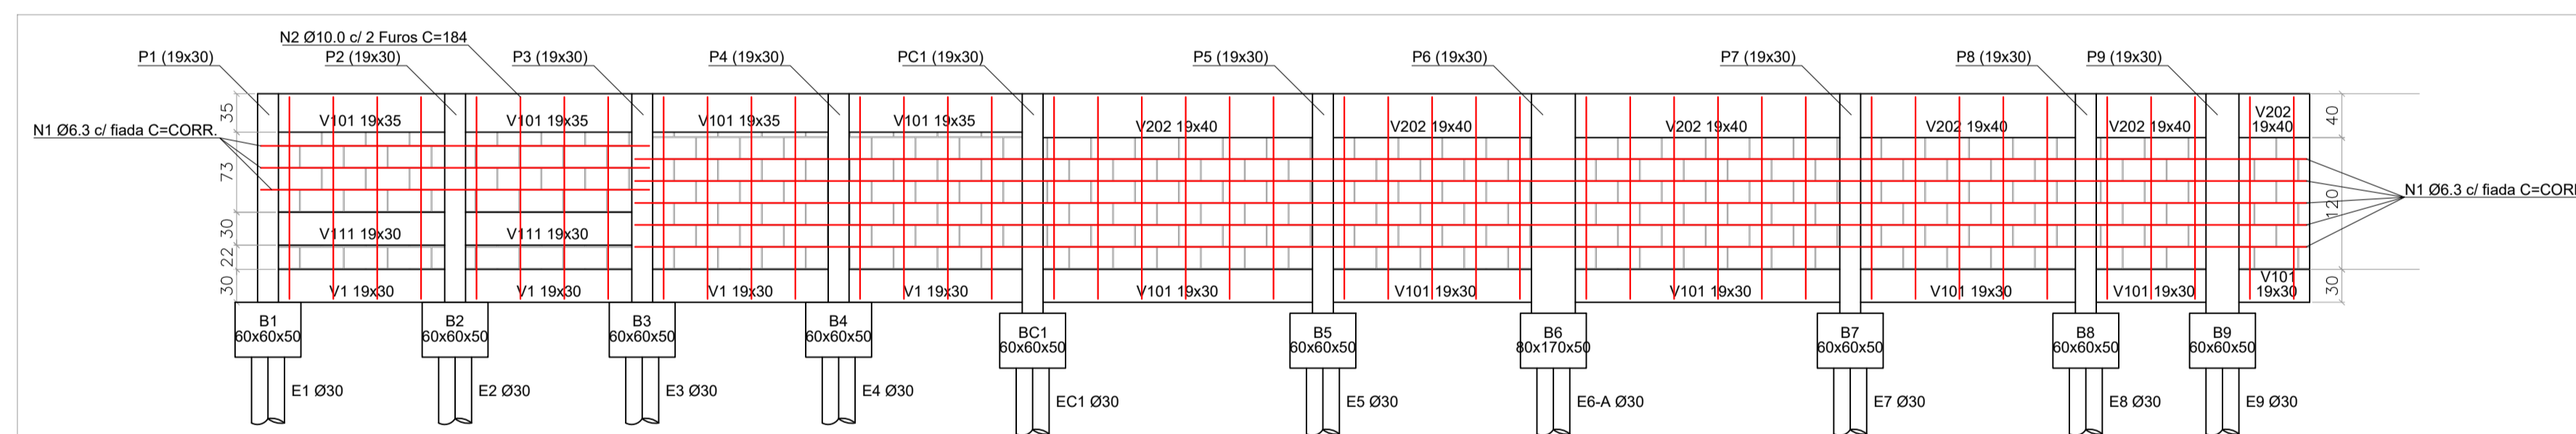 N2 Ø10.0 c/ 2 Furos C=184
P1 (19x30)
P2 (19x30)
P3 (19x30)
P4 (19x30)
PC1 (19x30)
P5 (19x30)
P6 (19x30)
P7 (19x30)
P8 (19x30)
P9 (19x30)
35
73
30
22
30
N1 Ø6.3 c/ fiada C=CORR.
V101 19x35
V101 19x35
V101 19x35
V101 19x35
V202 19x40
V202 19x40
V202 19x40
V202 19x40
V202 19x40
V202
19x40
40
120
30
N1 Ø6.3 c/ fiada C=COR
V111 19x30
V111 19x30
V1 19x30
V1 19x30
V1 19x30
V1 19x30
V101 19x30
V101 19x30
V101 19x30
V101 19x30
V101 19x30
V101
19x30
B1
60x60x50
B2
60x60x50
B3
60x60x50
B4
60x60x50
BC1
60x60x50
B5
60x60x50
B6
80x170x50
B7
60x60x50
B8
60x60x50
B9
60x60x50
E1 Ø30
E2 Ø30
E3 Ø30
E4 Ø30
EC1 Ø30
E5 Ø30
E6-A Ø30
E7 Ø30
E8 Ø30
E9 Ø30